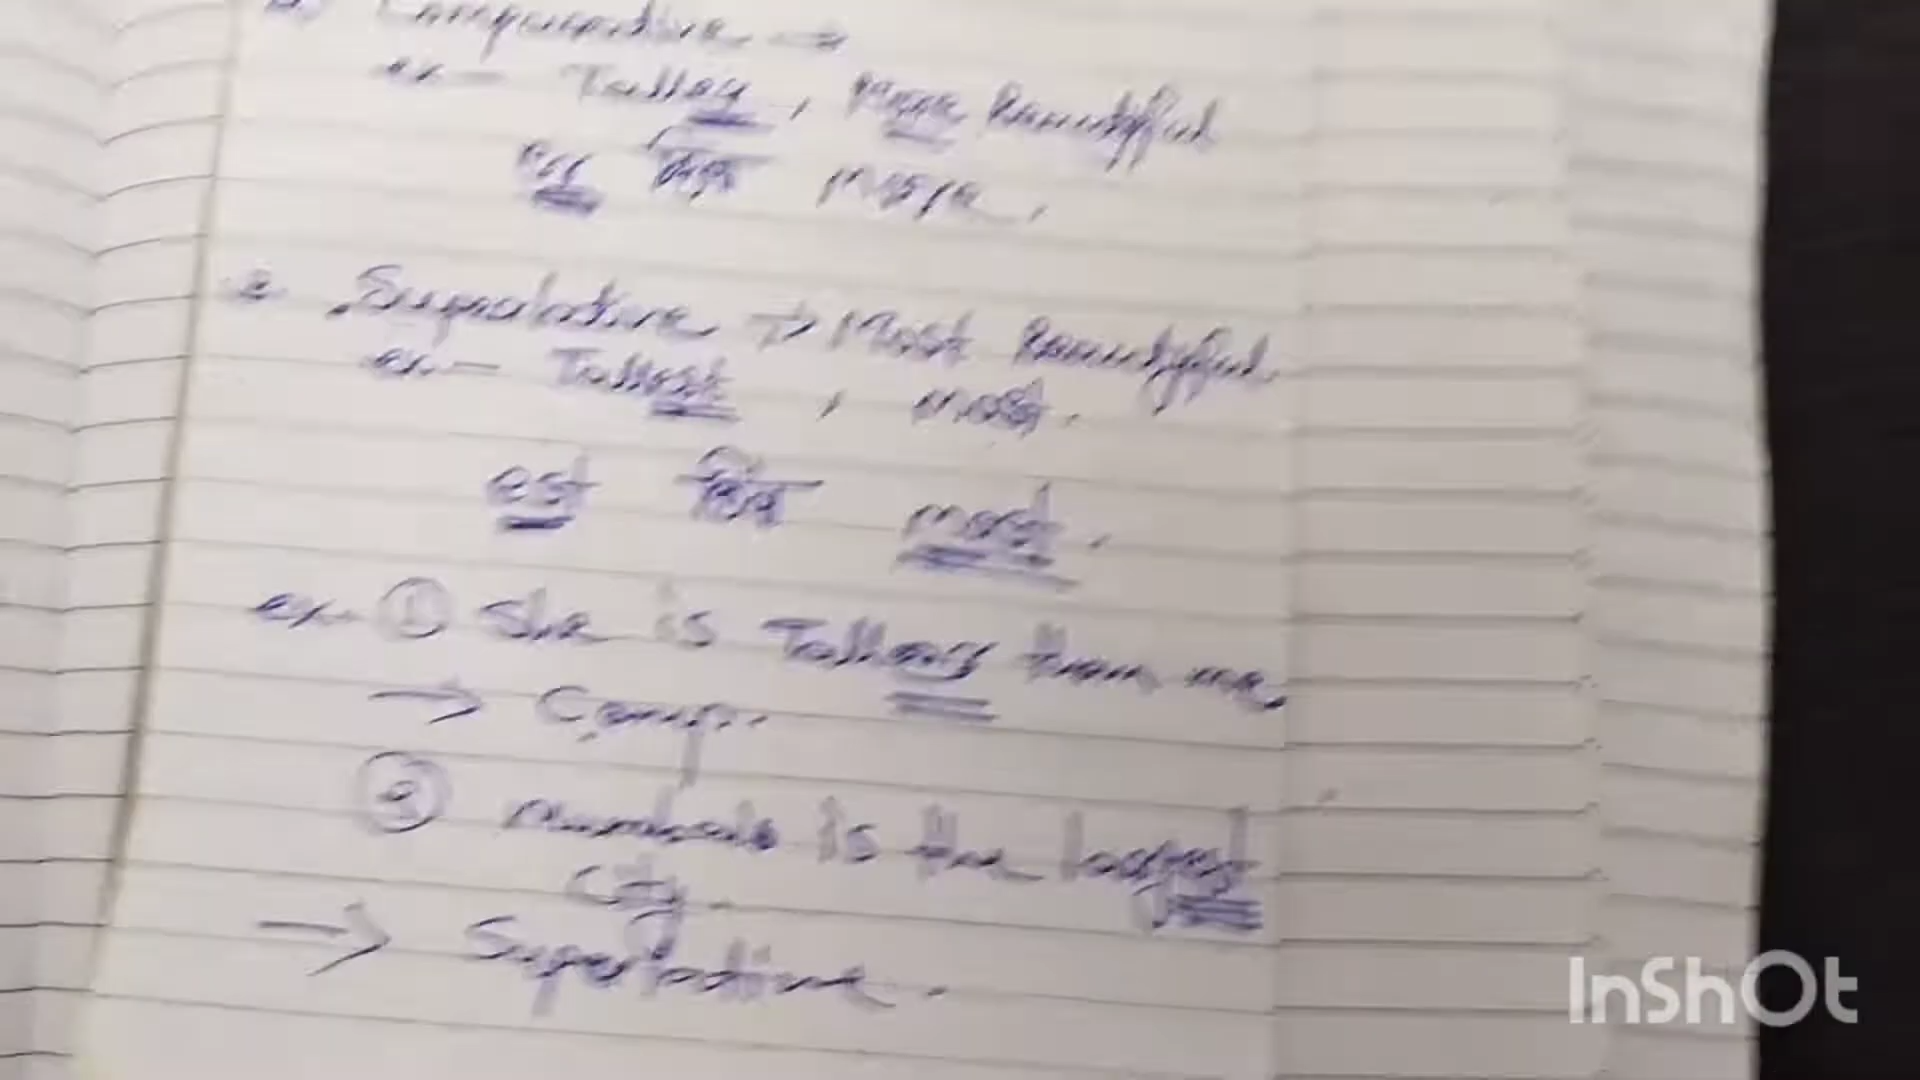 Comparative →
ex- Taller, More Beautiful
er या more.
Superlative → Most Beautiful.
ex- Tallest, most.
est या most.
ex- ① She is Taller than me.
→ Comp.
② Mumbai is the largest
City.
→ Superlative.
InShOt